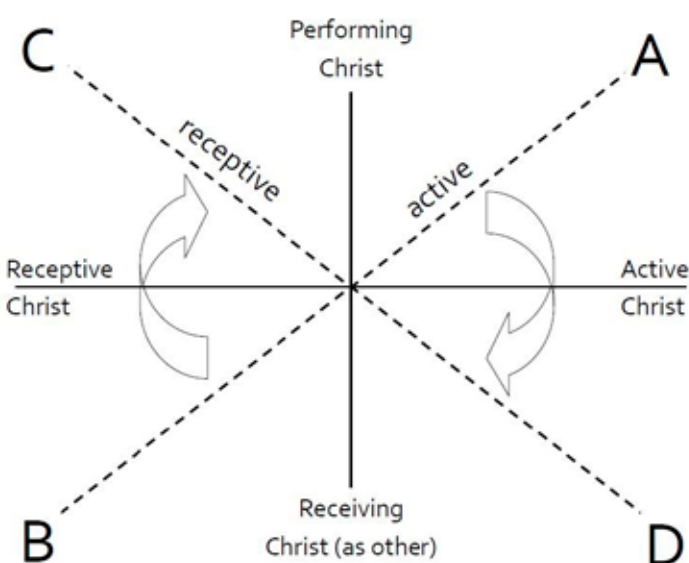 Performing
Christ
C
A
receptive
active
Receptive
Christ
Active
Christ
Receiving
Christ (as other)
B
D